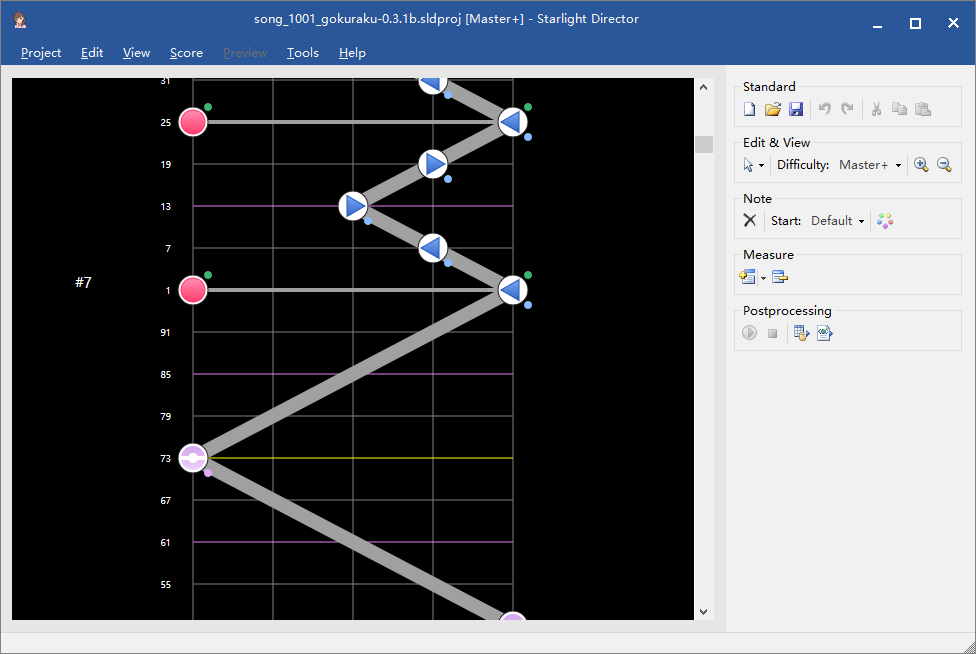 song_1001_gokuraku-0.3.1b.sldproj [Master+] - Starlight Director
Project Edit View Score Preview Tools Help
31
25
19
13
7
#7
1
91
85
79
73
67
61
55
Standard
Edit & View
Difficulty: Master+
Note
Start: Default
Measure
Postprocessing